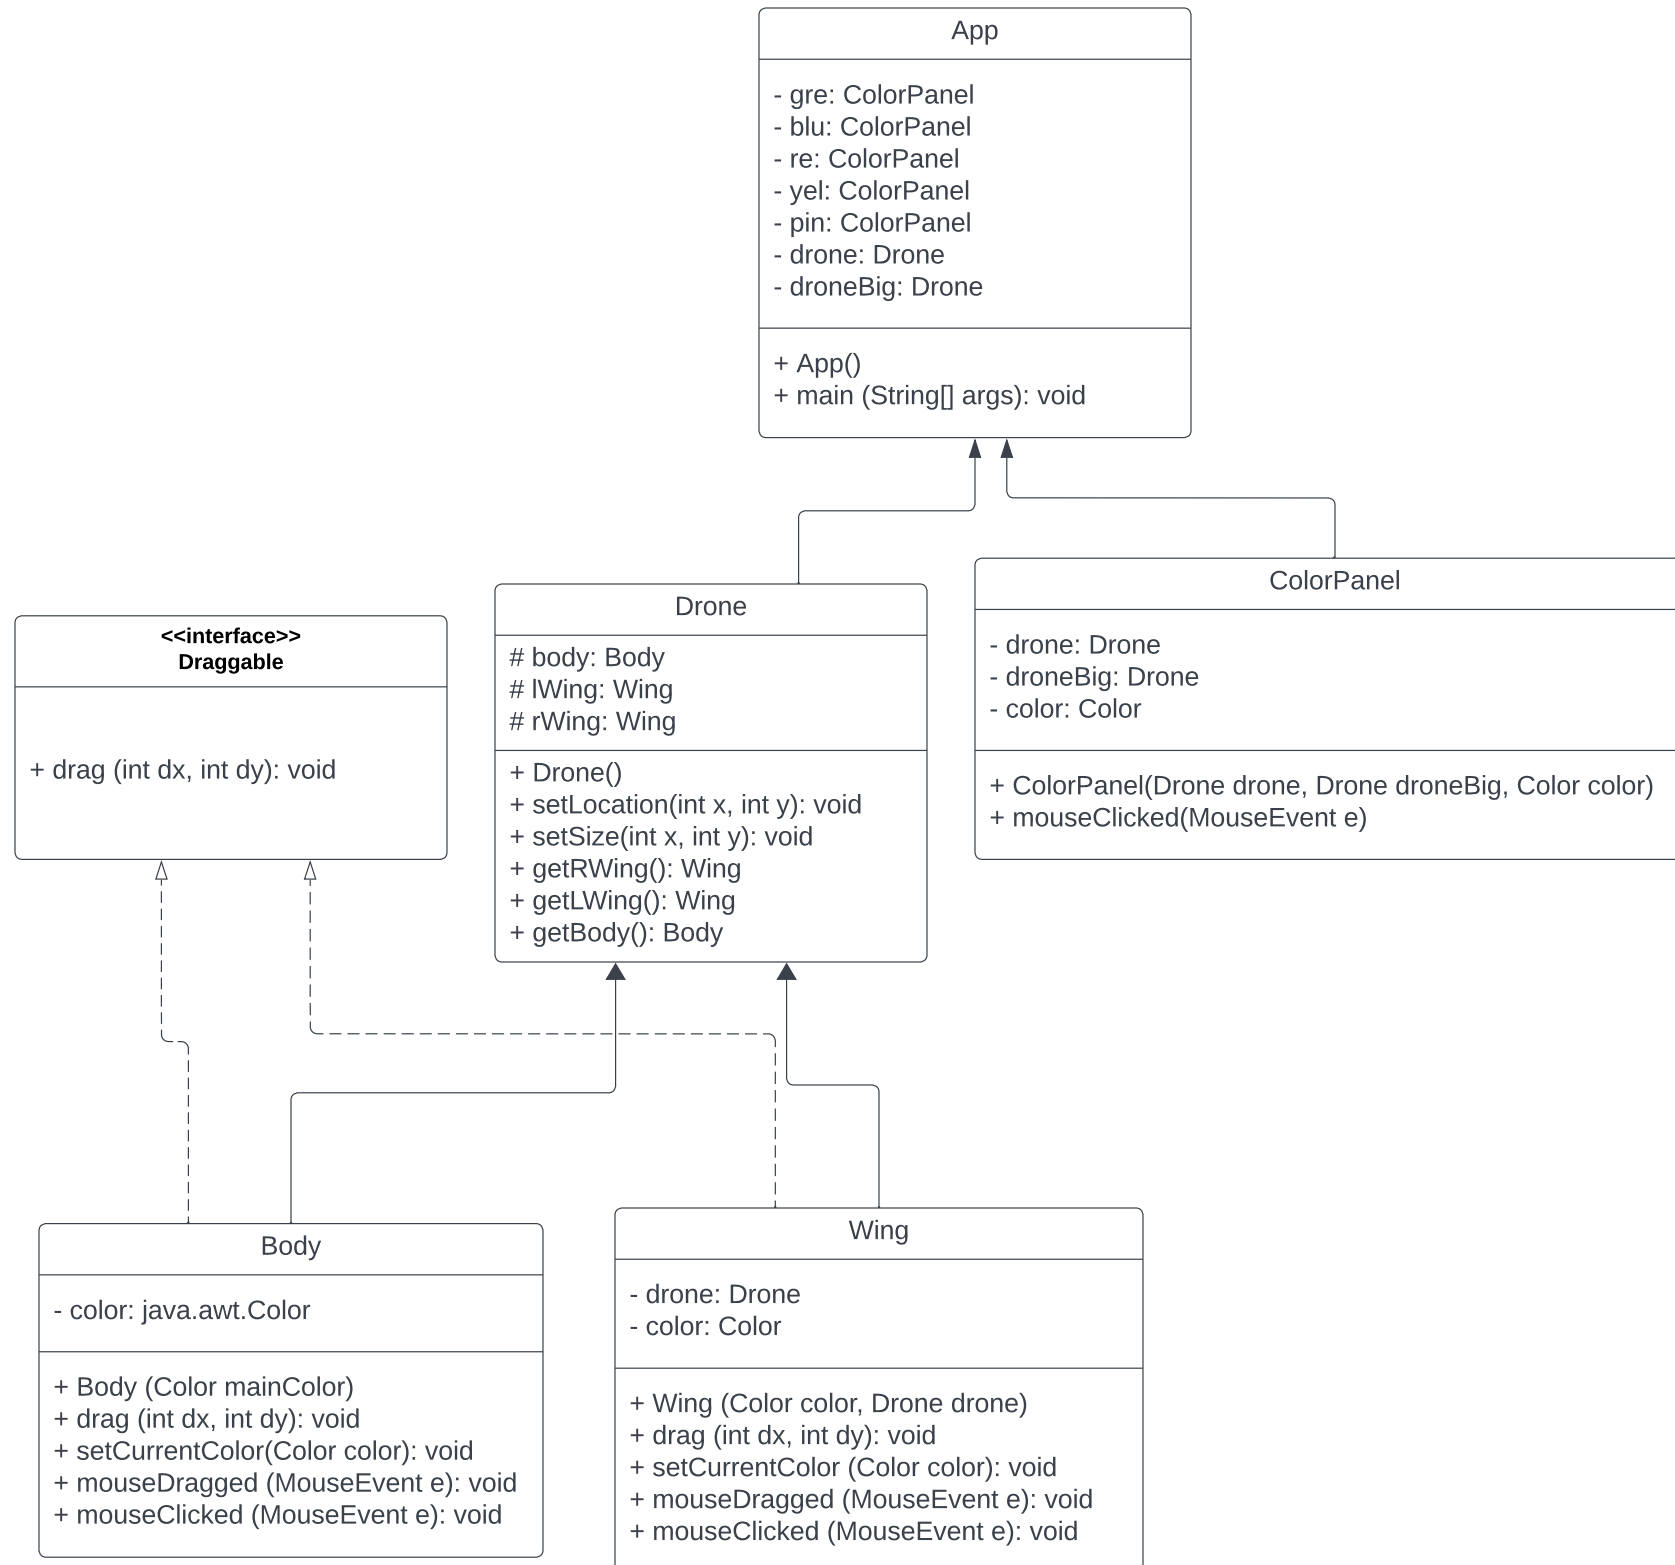 App
- gre: ColorPanel
- blu: ColorPanel
- re: ColorPanel
- yel: ColorPanel
- pin: ColorPanel
- drone: Drone
- droneBig: Drone
+ App()
+ main (String[] args): void
<<interface>>
Draggable
+ drag (int dx, int dy): void
Drone
# body: Body
# lWing: Wing
# rWing: Wing
+ Drone()
+ setLocation(int x, int y): void
+ setSize(int x, int y): void
+ getRWing(): Wing
+ getLWing(): Wing
+ getBody(): Body
ColorPanel
- drone: Drone
- droneBig: Drone
- color: Color
+ ColorPanel(Drone drone, Drone droneBig, Color color)
+ mouseClicked(MouseEvent e)
Body
- color: java.awt.Color
+ Body (Color mainColor)
+ drag (int dx, int dy): void
+ setCurrentColor(Color color): void
+ mouseDragged (MouseEvent e): void
+ mouseClicked (MouseEvent e): void
Wing
- drone: Drone
- color: Color
+ Wing (Color color, Drone drone)
+ drag (int dx, int dy): void
+ setCurrentColor (Color color): void
+ mouseDragged (MouseEvent e): void
+ mouseClicked (MouseEvent e): void